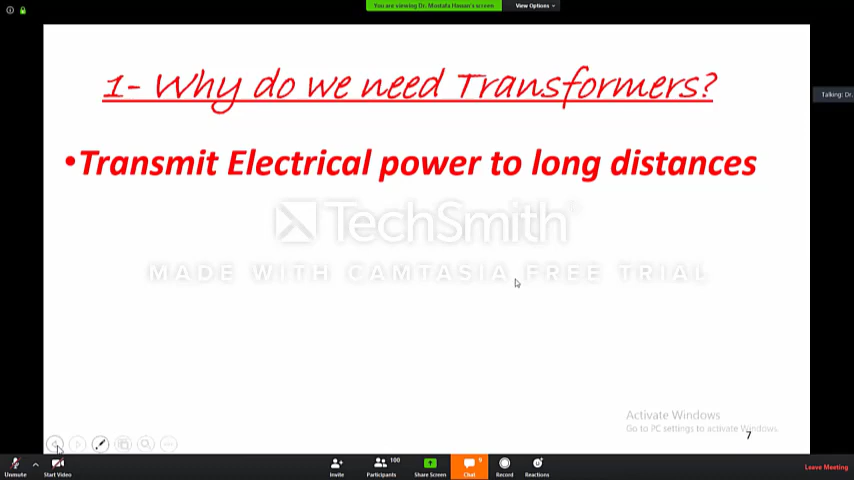 You are viewing Dr. Mostafa Hassan's screen
View Options
1- Why do we need Transformers?
Talking: Dr.
•Transmit Electrical power to long distances
TechSmith
MADE WITH CAMTASIA FREE TRIAL
Activate Windows
Go to PC settings to activate Windows.
7
Unmute
Start Video
Invite
Participants
100
Share Screen
Chat
9
Record
Reactions
Leave Meeting